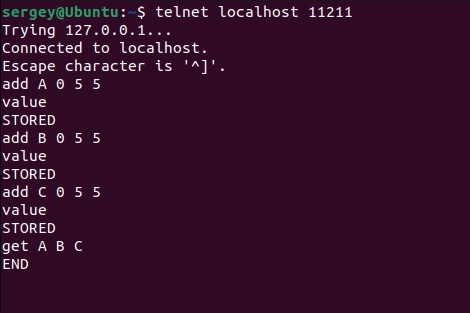 sergey@Ubuntu:~$ telnet localhost 11211
Trying 127.0.0.1...
Connected to localhost.
Escape character is '^]'.
add A 0 5 5
value
STORED
add B 0 5 5
value
STORED
add C 0 5 5
value
STORED
get A B C
END